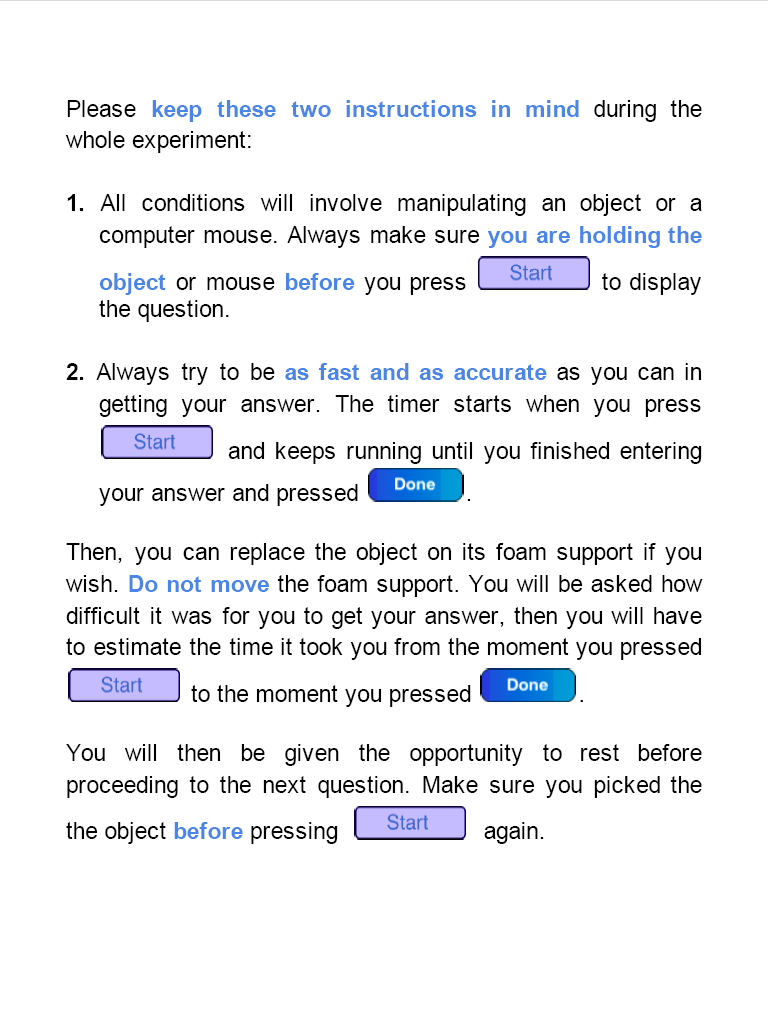 Please keep these two instructions in mind during the
whole experiment:
1. All conditions will involve manipulating an object or a
computer mouse. Always make sure you are holding the
object or mouse before you press Start to display
the question.
2. Always try to be as fast and as accurate as you can in
getting your answer. The timer starts when you press
Start and keeps running until you finished entering
your answer and pressed Done.
Then, you can replace the object on its foam support if you
wish. Do not move the foam support. You will be asked how
difficult it was for you to get your answer, then you will have
to estimate the time it took you from the moment you pressed
Start to the moment you pressed Done.
You will then be given the opportunity to rest before
proceeding to the next question. Make sure you picked the
the object before pressing Start again.